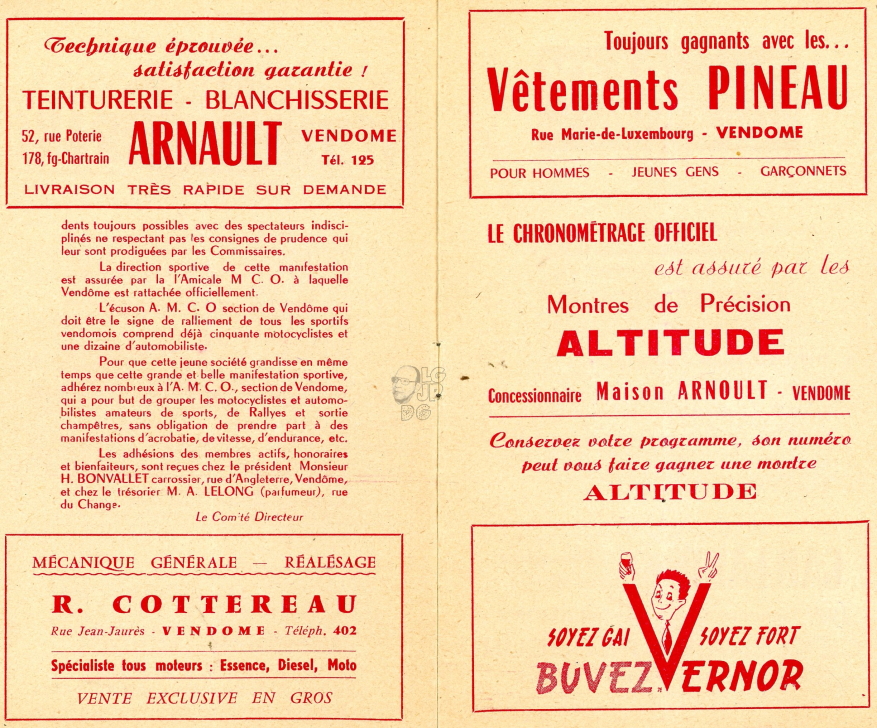 Technique éprouvée...
satisfaction garantie !
TEINTURERIE - BLANCHISSERIE
52, rue Poterie
178, fg-Chartrain
ARNAULT
VENDOME
Tél. 125
LIVRAISON TRÈS RAPIDE SUR DEMANDE
dents toujours possibles avec des spectateurs indisci-
plinés ne respectant pas les consignes de prudence qui
leur sont prodiguées par les Commissaires.
La direction sportive de cette manifestation
est assurée par la l'Amicale M C. O. à laquelle
Vendôme est rattachée officiellement.
L'écuson A. M. C. O section de Vendôme qui
doit être le signe de ralliement de tous les sportifs
vendomois comprend déjà cinquante motocyclistes et
une dizaine d'automobiliste.
Pour que cette jeune société grandisse en même
temps que cette grande et belle manifestation sportive,
adhérez nombreux à l'A. M. C. O., section de Vendome,
qui a pour but de grouper les motocyclistes et automo-
bilistes amateurs de sports, de Rallyes et sortie
champêtres, sans obligation de prendre part à des
manifestations d'acrobatie, de vitesse, d'endurance, etc.
Les adhésions des membres actifs, honoraires
et bienfaiteurs, sont reçues chez le président Monsieur
H. BONVALLET carrossier, rue d'Angleterre, Vendôme,
et chez le trésorier M. A. LELONG (parfumeur), rue
du Change.
Le Comité Directeur
MÉCANIQUE GÉNÉRALE — RÉALÉSAGE
R. COTTEREAU
Rue Jean-Jaurès - VENDOME - Téléph. 402
Spécialiste tous moteurs : Essence, Diesel, Moto
VENTE EXCLUSIVE EN GROS
LG
JP
DG
Toujours gagnants avec les...
Vêtements PINEAU
Rue Marie-de-Luxembourg - VENDOME
POUR HOMMES - JEUNES GENS - GARÇONNETS
LE CHRONOMÉTRAGE OFFICIEL
est assuré par les
Montres de Précision
ALTITUDE
Concessionnaire Maison ARNOULT - VENDOME
Conservez votre programme, son numéro
peut vous faire gagner une montre
ALTITUDE
SOYEZ GAI SOYEZ FORT
BUVEZ VERNOR